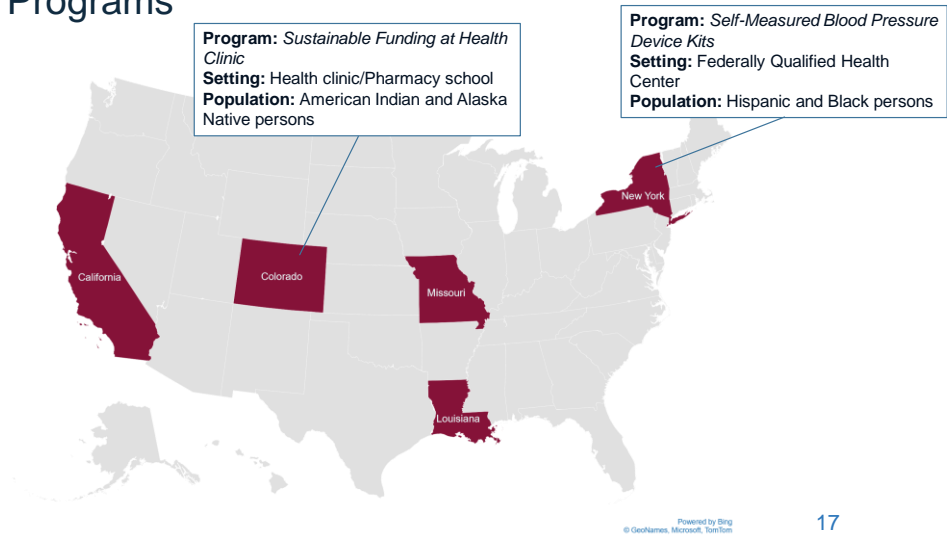 Programs
Program: Sustainable Funding at Health
Clinic
Setting: Health clinic/Pharmacy school
Population: American Indian and Alaska
Native persons
Program: Self-Measured Blood Pressure
Device Kits
Setting: Federally Qualified Health
Center
Population: Hispanic and Black persons
New York
California
Colorado
Missouri
Louisiana
Powered by Bing
© GeoNames, Microsoft, TomTom
17